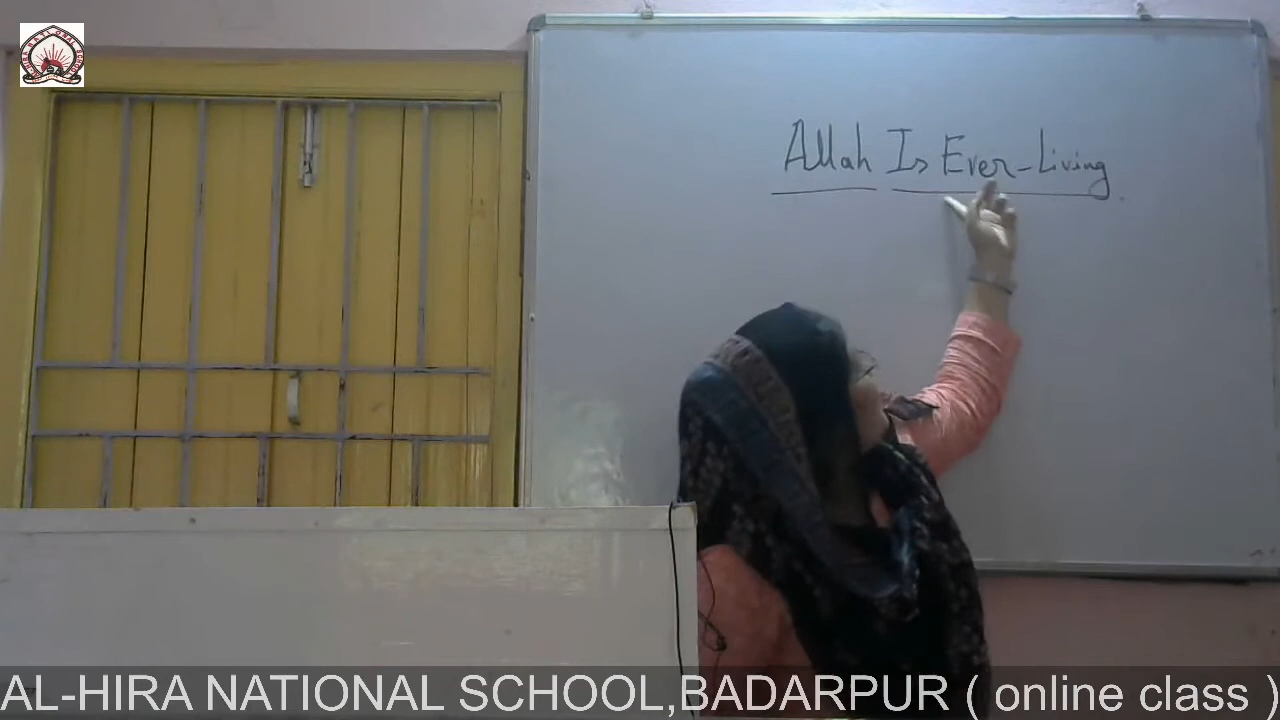 Allah Is Ever-Living
AL-HIRA NATIONAL SCHOOL,BADARPUR ( online class )